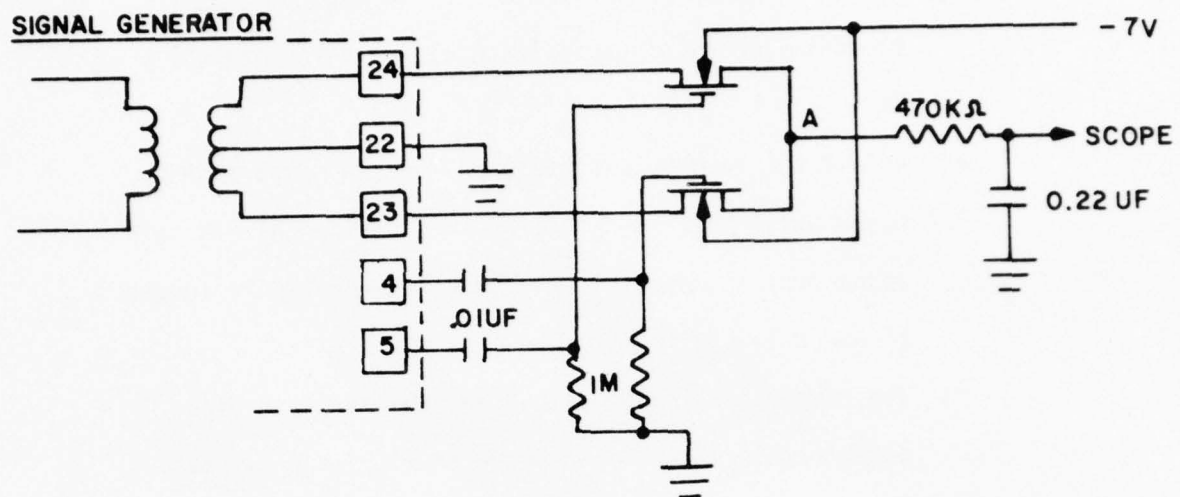 SIGNAL GENERATOR
24
22
23
4
5
.01UF
1M
A
470KΩ
-7V
SCOPE
0.22 UF